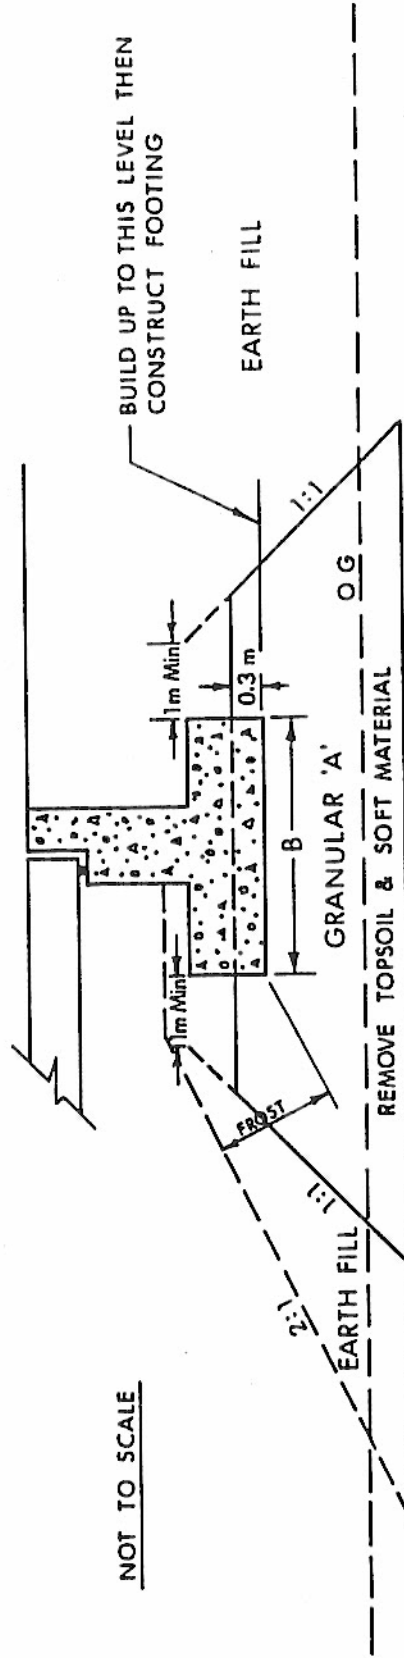 NOT TO SCALE
BUILD UP TO THIS LEVEL THEN
CONSTRUCT FOOTING
1m Min
1m Min
EARTH FILL
0.3 m
B
FROST
1:1
1:1
2:1
GRANULAR 'A'
OG
EARTH FILL
REMOVE TOPSOIL & SOFT MATERIAL